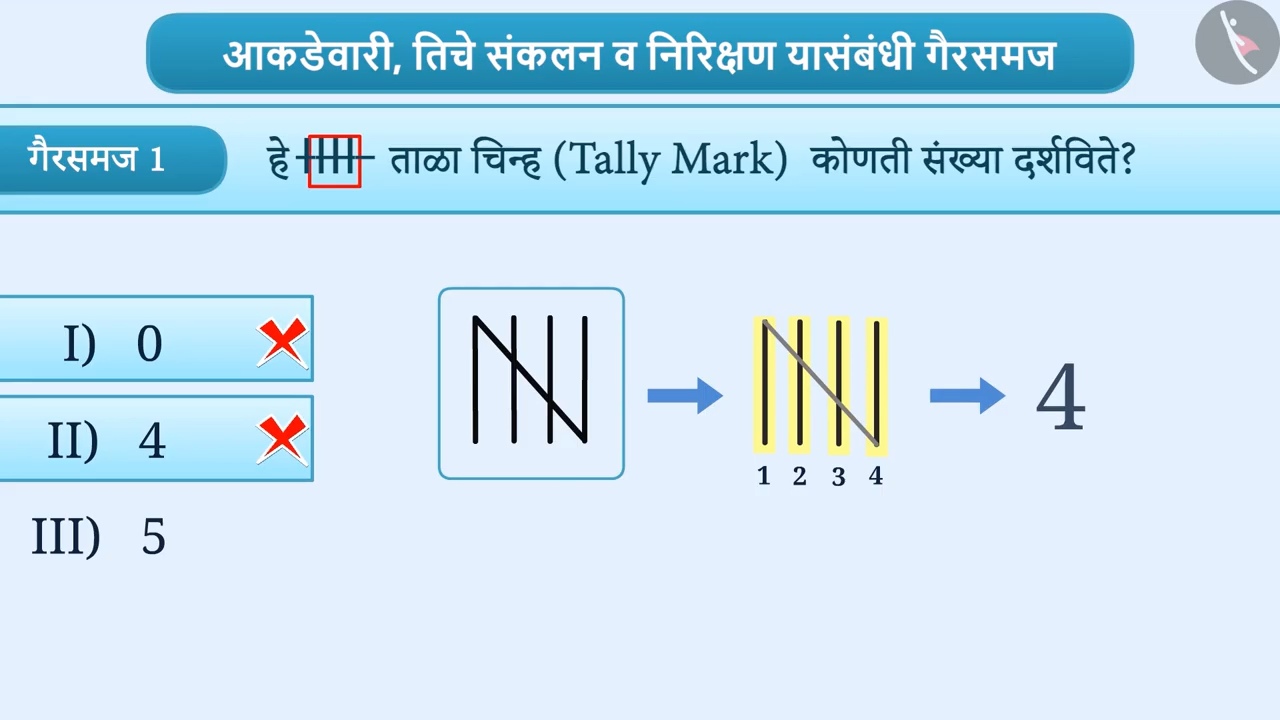 आकडेवारी, तिचे संकलन व निरिक्षण यासंबंधी गैरसमज
गैरसमज 1
हे ताळा चिन्ह (Tally Mark) कोणती संख्या दर्शविते?
I) 0
II) 4
III) 5
1 2 3 4
4